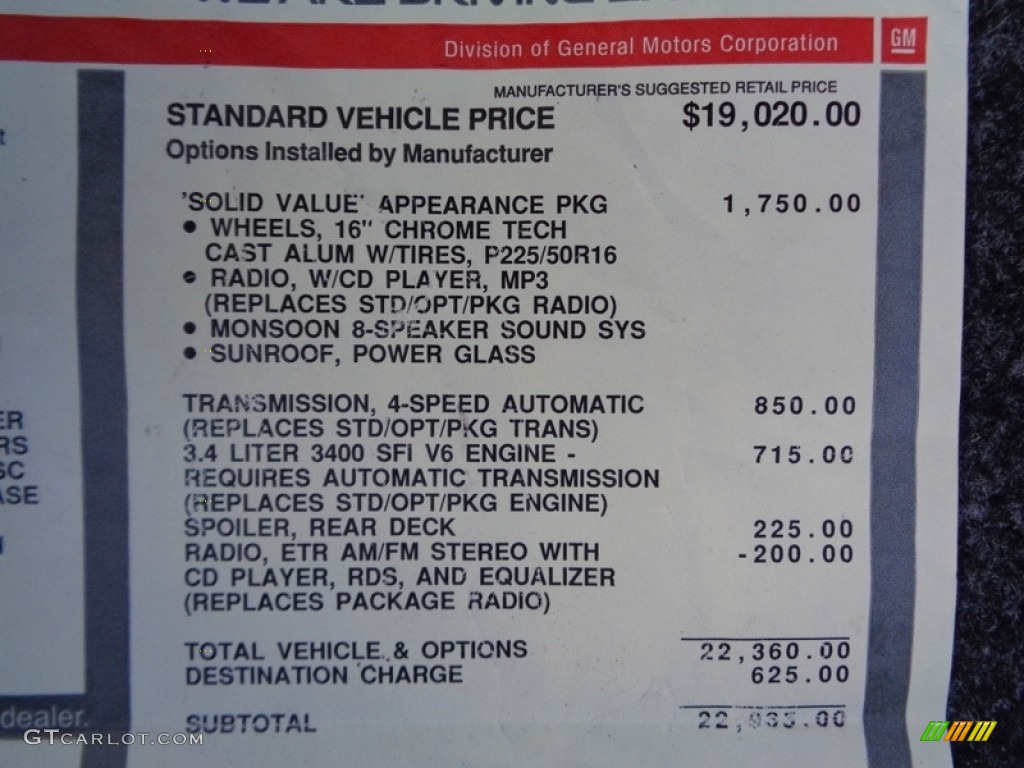 Division of General Motors Corporation GM
MANUFACTURER'S SUGGESTED RETAIL PRICE
STANDARD VEHICLE PRICE $19,020.00
Options Installed by Manufacturer
'SOLID VALUE' APPEARANCE PKG 1,750.00
• WHEELS, 16" CHROME TECH
CAST ALUM W/TIRES, P225/50R16
• RADIO, W/CD PLAYER, MP3
(REPLACES STD/OPT/PKG RADIO)
• MONSOON 8-SPEAKER SOUND SYS
• SUNROOF, POWER GLASS
TRANSMISSION, 4-SPEED AUTOMATIC 850.00
(REPLACES STD/OPT/PKG TRANS)
3.4 LITER 3400 SFI V6 ENGINE - 715.00
REQUIRES AUTOMATIC TRANSMISSION
(REPLACES STD/OPT/PKG ENGINE)
SPOILER, REAR DECK 225.00
RADIO, ETR AM/FM STEREO WITH -200.00
CD PLAYER, RDS, AND EQUALIZER
(REPLACES PACKAGE RADIO)
TOTAL VEHICLE & OPTIONS 22,360.00
DESTINATION CHARGE 625.00
SUBTOTAL
dealer.
GTCARLOT.COM